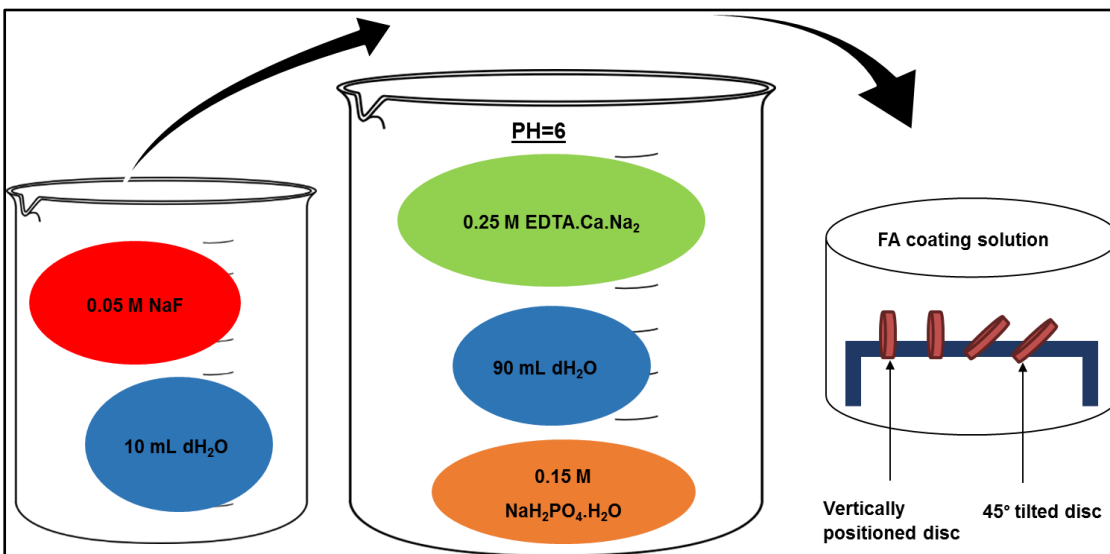 0.05 M NaF
10 mL dH₂O
PH=6
0.25 M EDTA.Ca.Na₂
90 mL dH₂O
0.15 M
NaH₂PO₄.H₂O
FA coating solution
Vertically
positioned disc
45º tilted disc